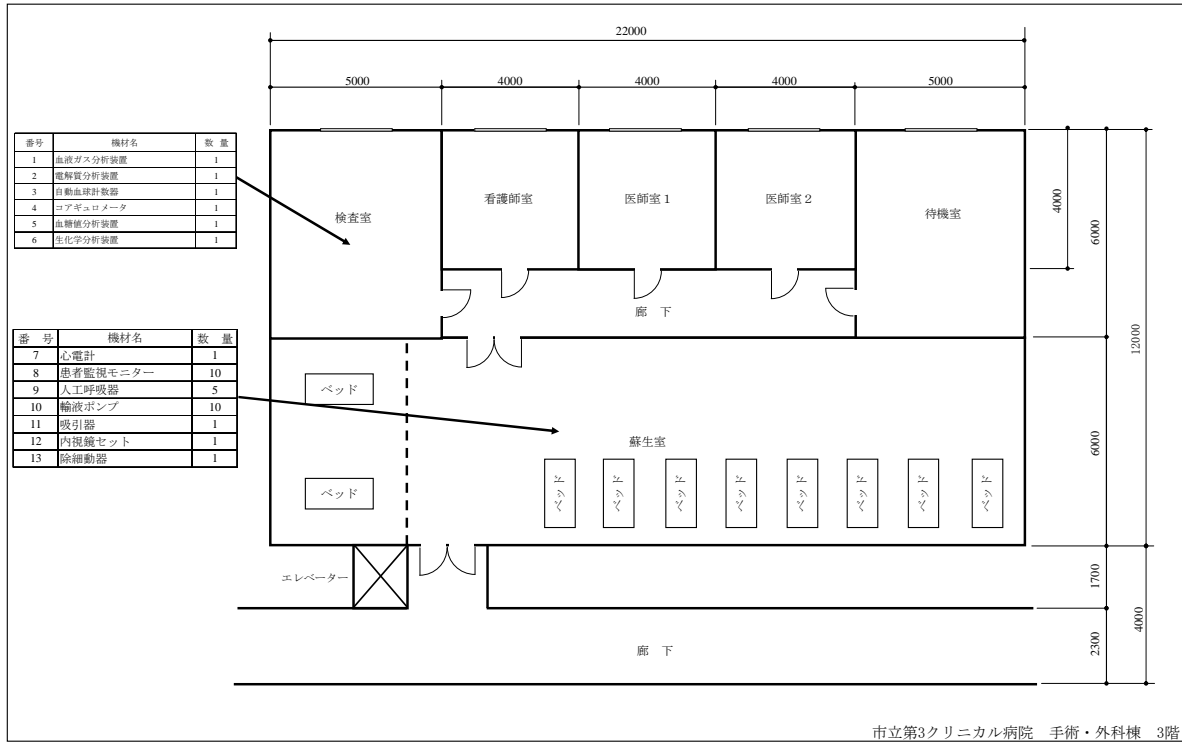 22000
5000 4000 4000 4000 5000
番号 機材名 数 量
1 血液ガス分析装置 1
2 電解質分析装置 1
3 自動血球計数器 1
4 コアギュロメータ 1
5 血糖値分析装置 1
6 生化学分析装置 1
検査室
看護師室
医師室1
医師室2
待機室
4000
6000
12000
廊 下
番 号 機材名 数 量
7 心電計 1
8 患者監視モニター 10
9 人工呼吸器 5
10 輸液ポンプ 10
11 吸引器 1
12 内視鏡セット 1
13 除細動器 1
ベッド
ベッド
蘇生室
ベッド ベッド ベッド ベッド ベッド ベッド ベッド ベッド
6000
エレベーター
1700
4000
2300
廊 下
市立第3クリニカル病院 手術・外科棟 3階